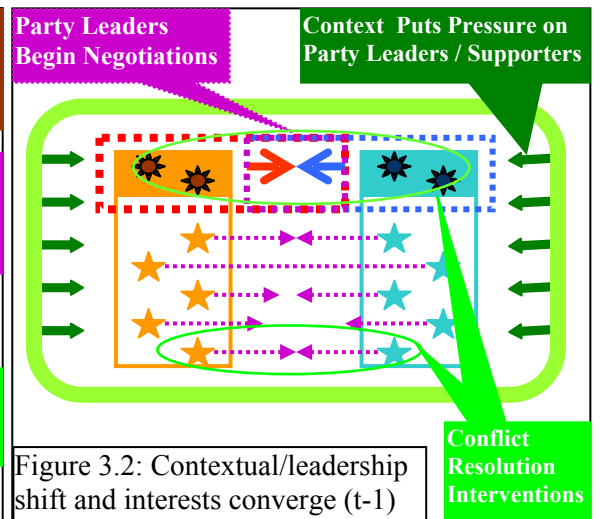 Party Leaders
Begin Negotiations
Context Puts Pressure on
Party Leaders / Supporters
Conflict
Resolution
Interventions
Figure 3.2: Contextual/leadership
shift and interests converge (t-1)